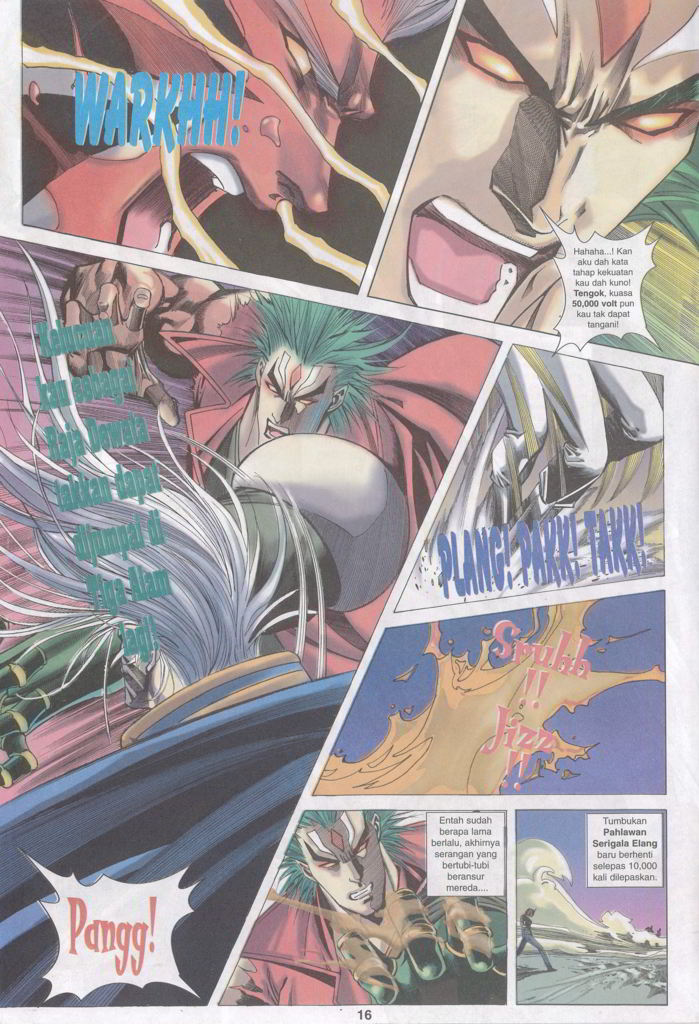 WARKHH!
Hahaha...! Kan
aku dah kata
tahap kekuatan
kau dah kuno!
Tengok, kuasa
50,000 volt pun
kau tak dapat
tangani!
kau sebagai
Raja Dewata
takkan dapat
dijumpai di
Tiga Alam
lagi!
PLANG! PAKK! TAKK!
Sruhh
!!
Jizz
!!
Pangg!
Entah sudah
berapa lama
berlalu, akhirnya
serangan yang
bertubi-tubi
beransur
mereda....
Tumbukan
Pahlawan
Serigala Elang
baru berhenti
selepas 10,000
kali dilepaskan.
16